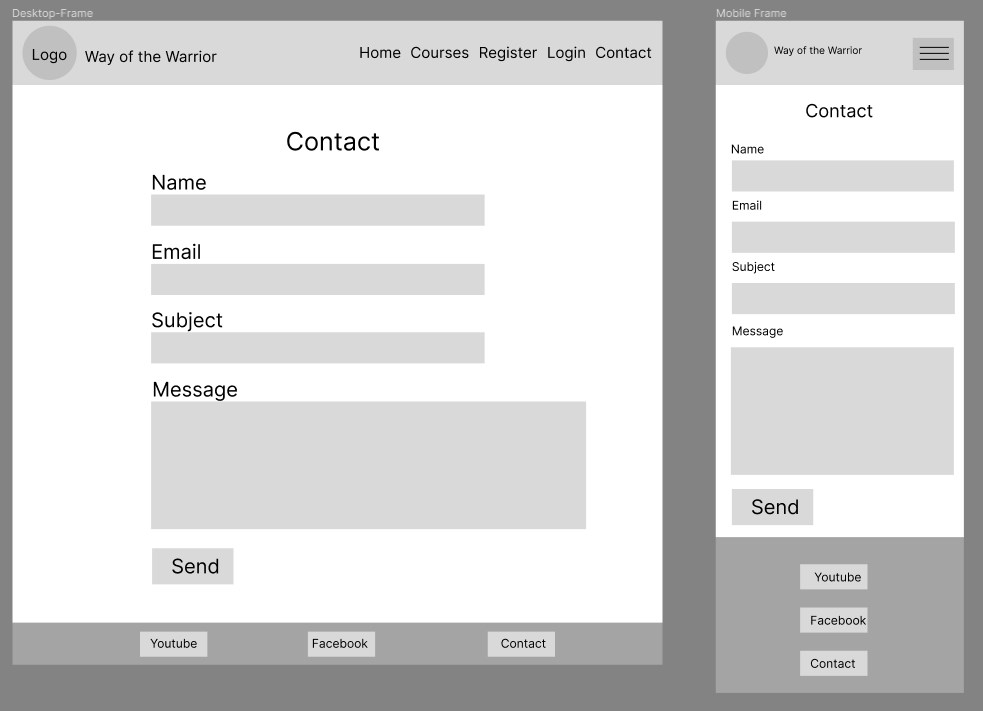 Desktop-Frame
Logo
Way of the Warrior
Home Courses Register Login Contact
Contact
Name
Email
Subject
Message
Send
Youtube
Facebook
Contact
Mobile Frame
Way of the Warrior
Contact
Name
Email
Subject
Message
Send
Youtube
Facebook
Contact